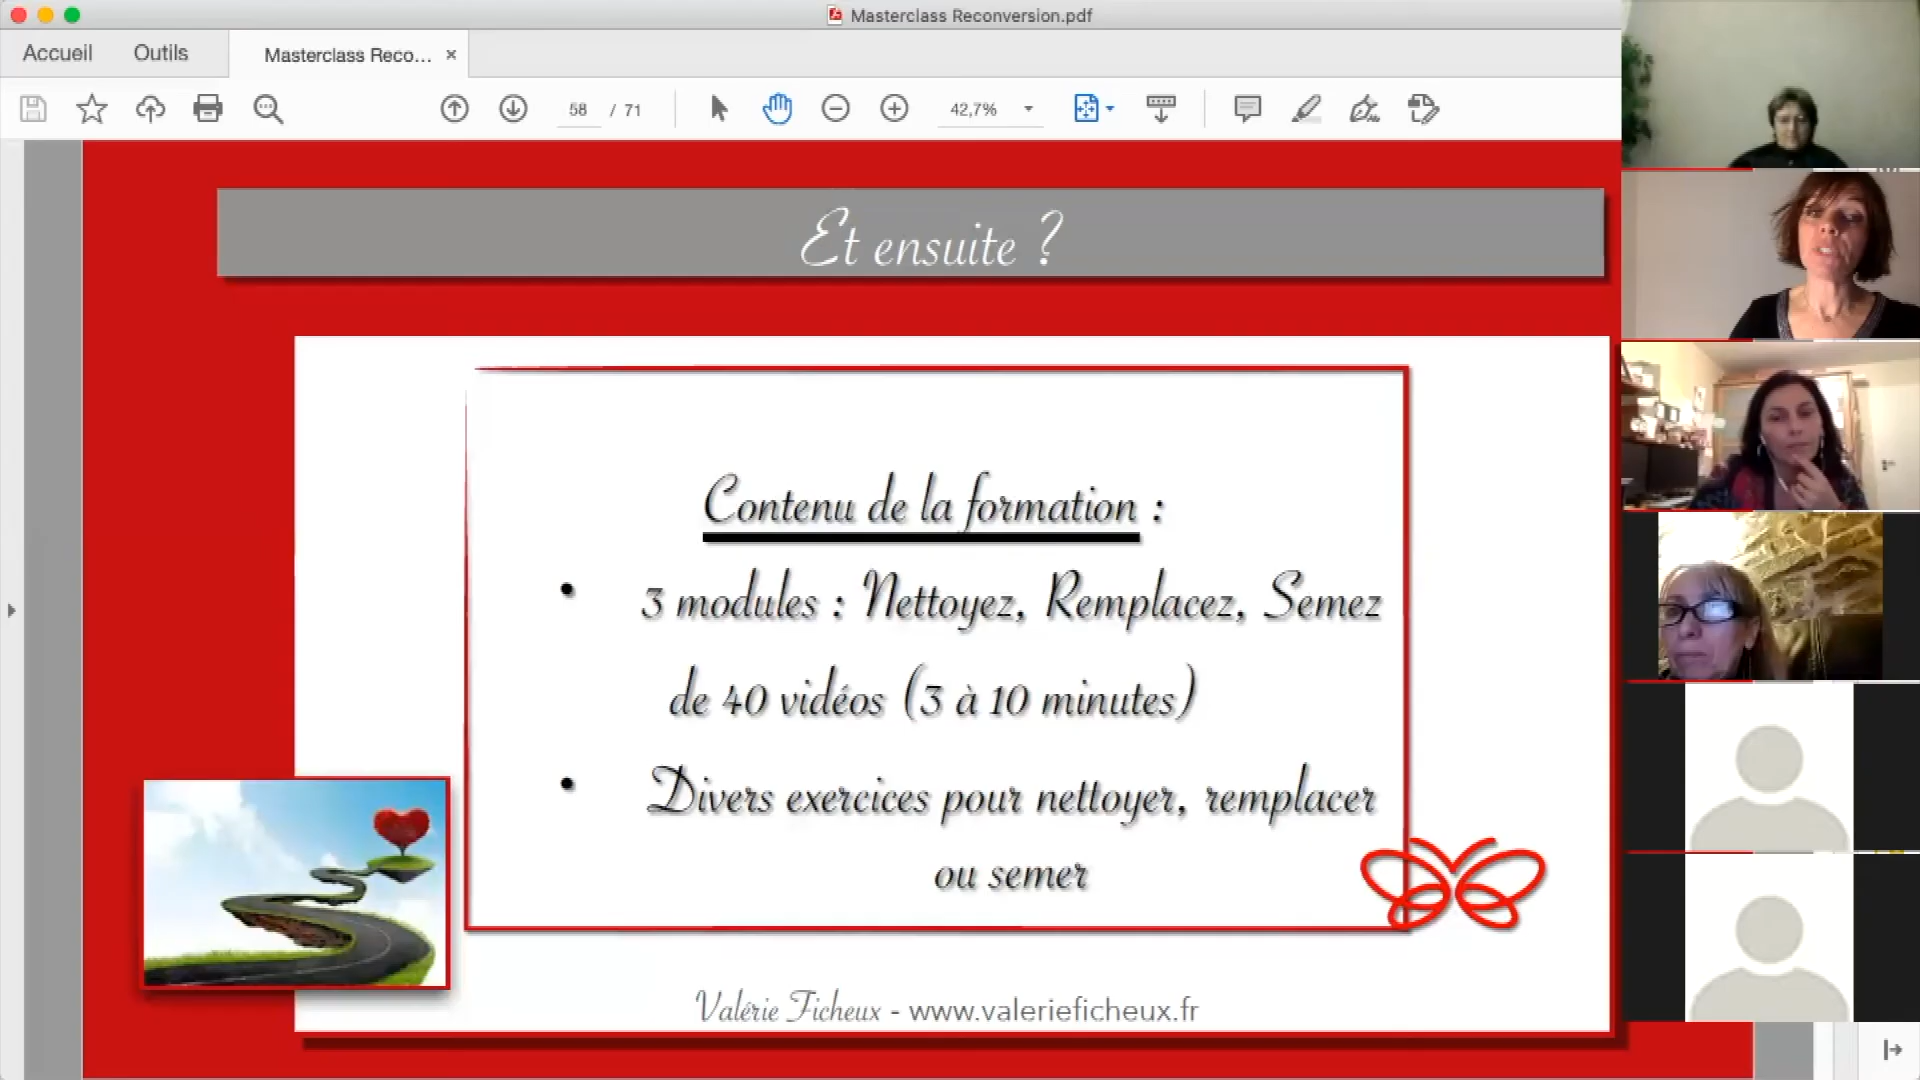 Masterclass Reconversion.pdf
Accueil
Outils
Masterclass Reco...
58 / 71
42,7%
Et ensuite ?
Contenu de la formation :
• 3 modules : Nettoyez, Remplacez, Semez
de 40 vidéos (3 à 10 minutes)
• Divers exercices pour nettoyer, remplacer
ou semer
Valérie Ficheux - www.valerieficheux.fr